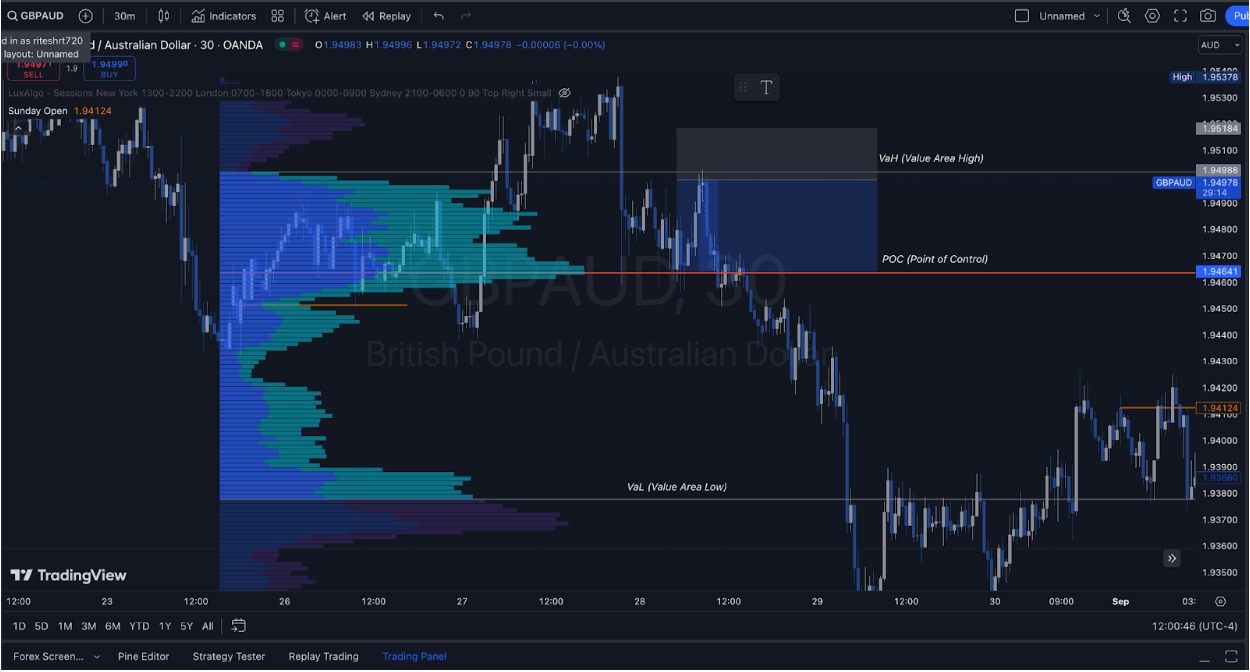 GBPAUD 30m Indicators Alert Replay Unnamed Pub
d in as riteshrt720
layout: Unnamed
d / Australian Dollar · 30 · OANDA O1.94983 H1.94996 L1.94972 C1.94978 −0.00006 (−0.00%) AUD
1.94971 1.9 1.94990
SELL BUY
LuxAlgo - Sessions New York 1300-2200 London 0700-1600 Tokyo 0000-0900 Sydney 2100-0600 0 90 Top Right Small
Sunday Open 1.94124
T
High 1.95378
1.95300
1.95184
1.95100
VaH (Value Area High)
1.94988
GBPAUD 1.94978
29:14
1.94900
1.94800
1.94700
POC (Point of Control)
1.94641
1.94600
GBPAUD, 30
British Pound / Australian Dollar
1.94500
1.94400
1.94300
1.94200
1.94124
1.94100
1.94000
1.93900
1.93860
1.93800
VaL (Value Area Low)
1.93700
1.93600
1.93500
TradingView
12:00 23 12:00 26 12:00 27 12:00 28 12:00 29 12:00 30 09:00 Sep 03:
1D 5D 1M 3M 6M YTD 1Y 5Y All 12:00:46 (UTC-4)
Forex Screen... Pine Editor Strategy Tester Replay Trading Trading Panel